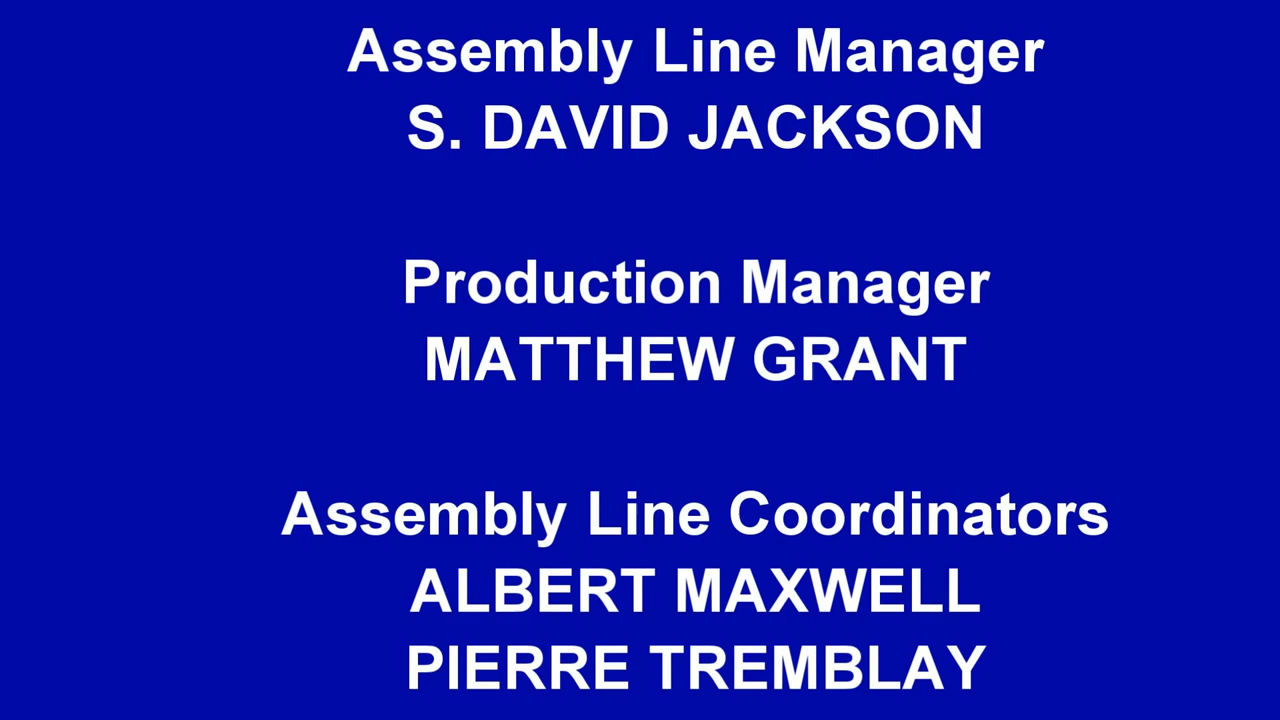 Assembly Line Manager
S. DAVID JACKSON
Production Manager
MATTHEW GRANT
Assembly Line Coordinators
ALBERT MAXWELL
PIERRE TREMBLAY